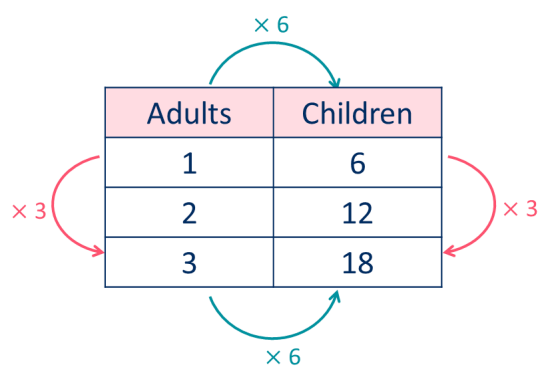 × 6
Adults Children
1 6
× 3 2 12 × 3
3 18
× 6